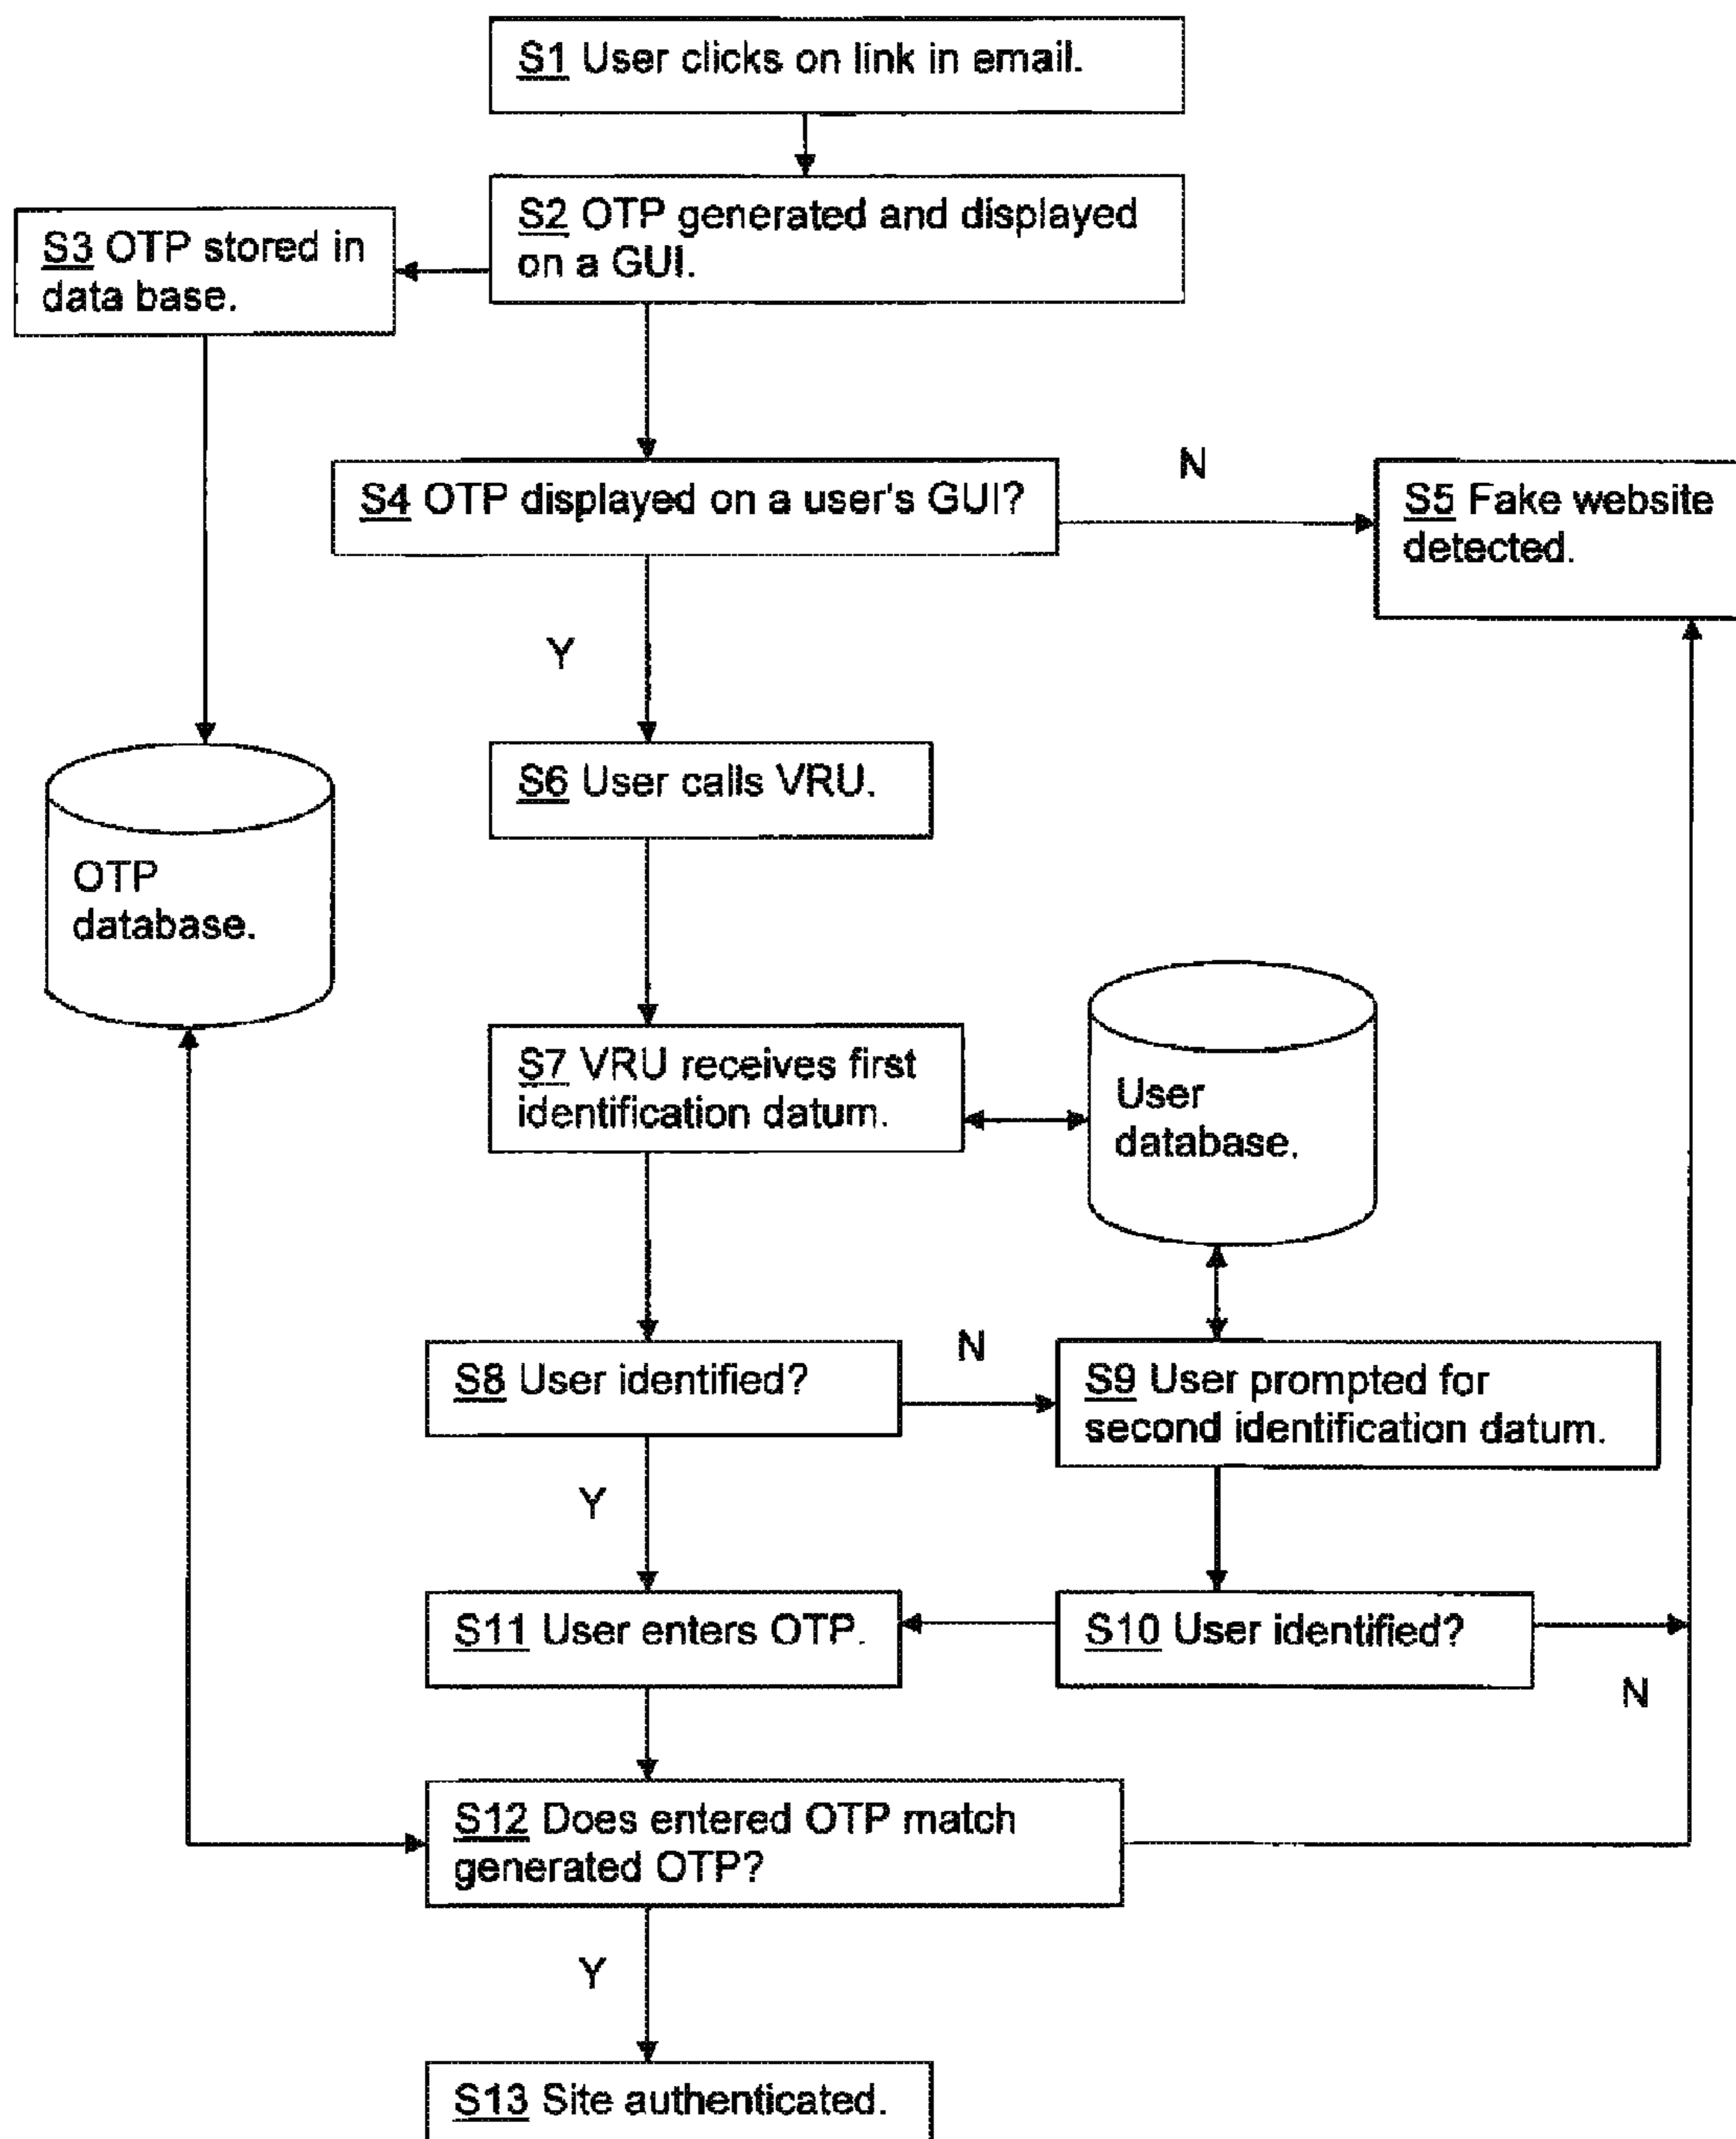 S1 User clicks on link in email.
S2 OTP generated and displayed
on a GUI.
S3 OTP stored in
data base.
S4 OTP displayed on a user's GUI?
N
S5 Fake website
detected.
Y
S6 User calls VRU.
OTP
database.
S7 VRU receives first
identification datum.
User
database.
S8 User identified?
N
S9 User prompted for
second identification datum.
Y
S11 User enters OTP.
S10 User identified?
N
S12 Does entered OTP match
generated OTP?
Y
S13 Site authenticated.